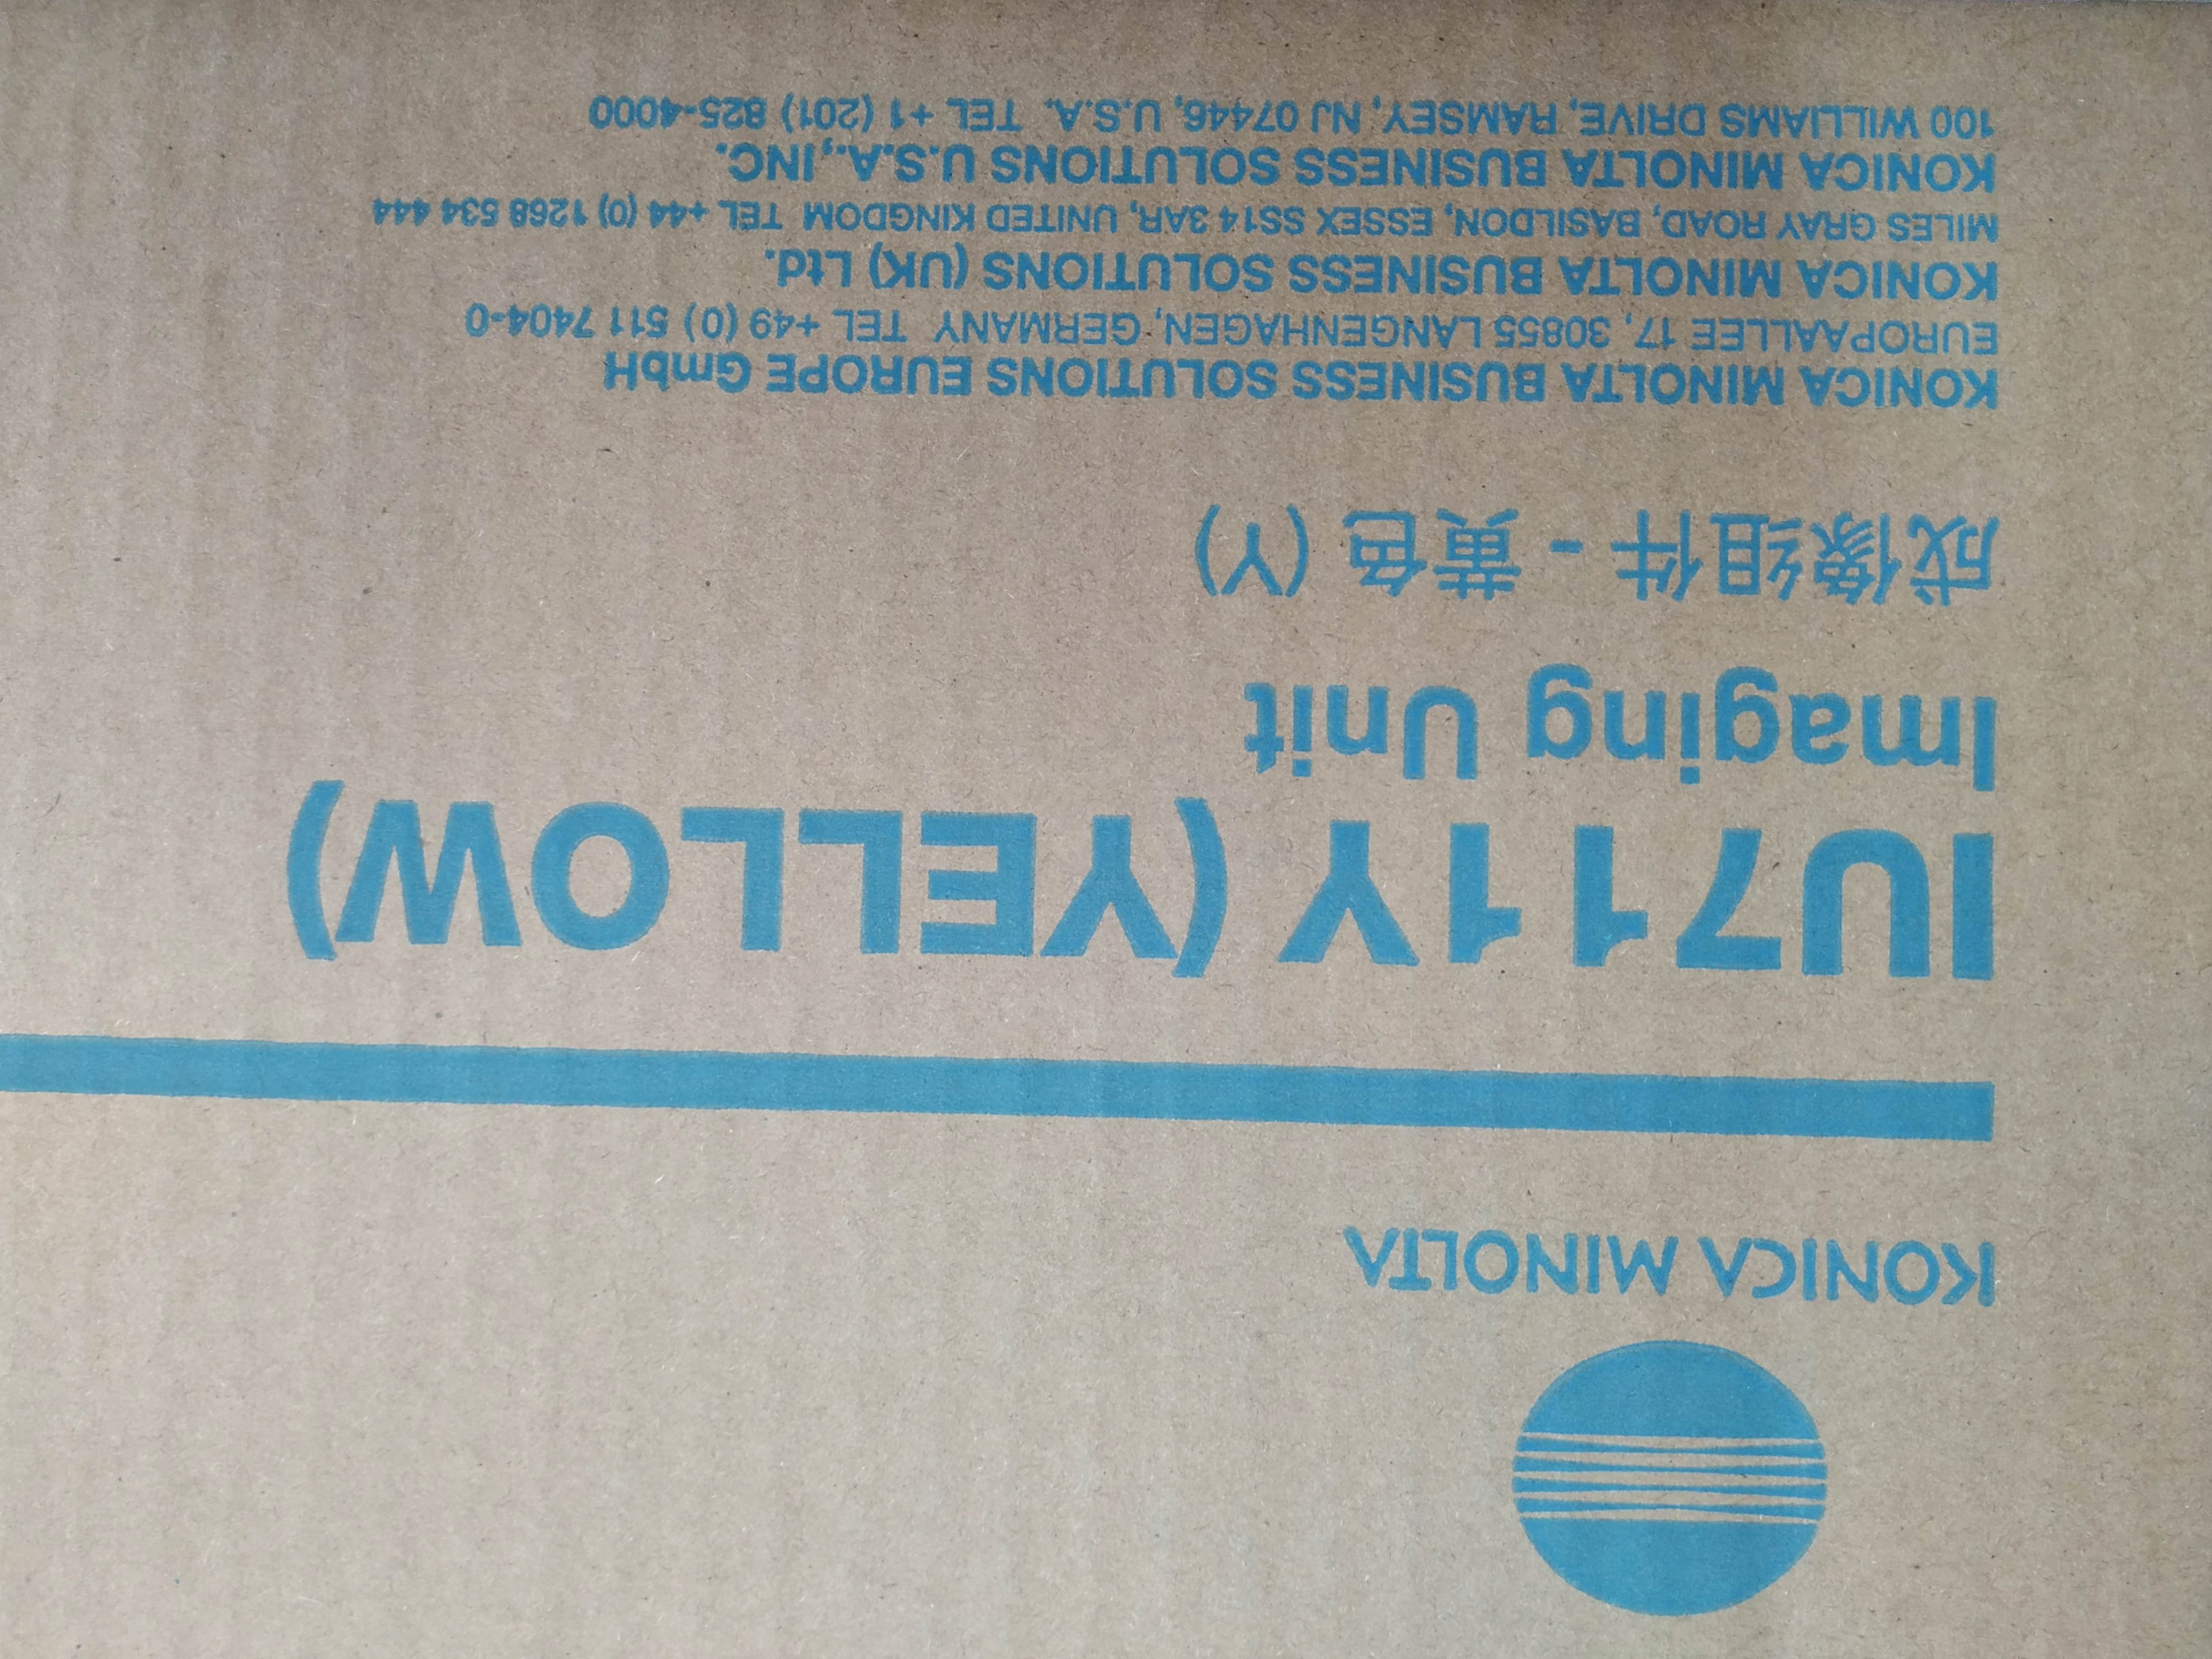 KONICA MINOLTA
IU711Y (YELLOW)
Imaging Unit
成像组件 - 黄色 (Y)
KONICA MINOLTA BUSINESS SOLUTIONS EUROPE GmbH
EUROPAALLEE 17, 30855 LANGENHAGEN, GERMANY TEL +49 (0) 511 7404-0
KONICA MINOLTA BUSINESS SOLUTIONS (UK) Ltd.
MILES GRAY ROAD, BASILDON, ESSEX SS14 3AR, UNITED KINGDOM TEL +44 (0) 1268 534 444
KONICA MINOLTA BUSINESS SOLUTIONS U.S.A.,INC.
100 WILLIAMS DRIVE, RAMSEY, NJ 07446, U.S.A. TEL +1 (201) 825-4000